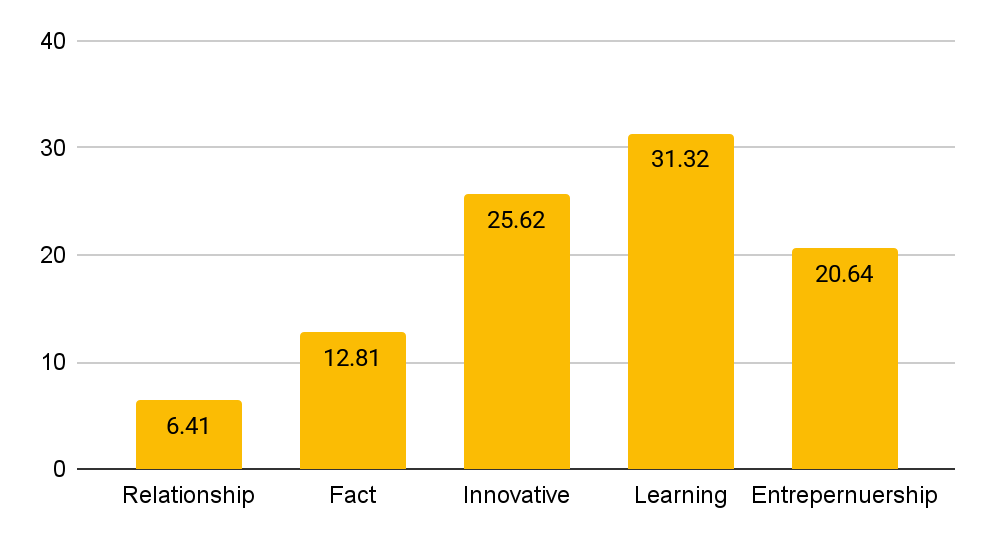 40
30
20
10
0
6.41
12.81
25.62
31.32
20.64
Relationship
Fact
Innovative
Learning
Entrepernuership